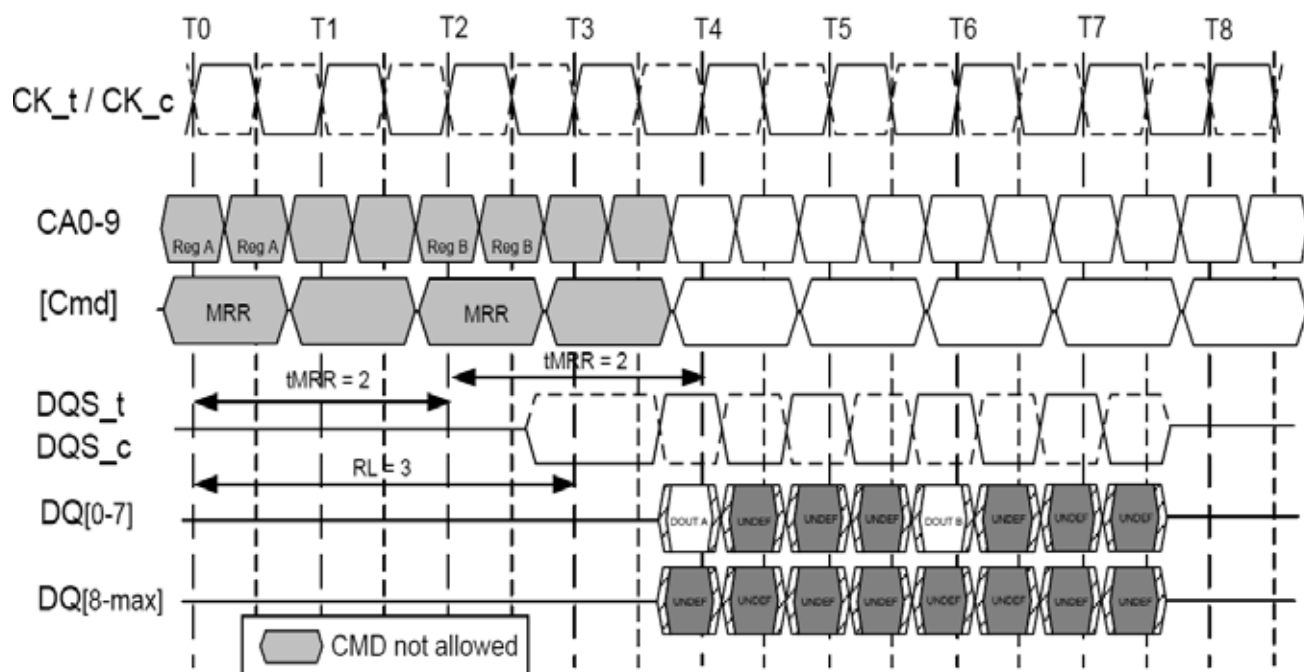 T0 T1 T2 T3 T4 T5 T6 T7 T8
CK_t / CK_c
CA0-9
Reg A Reg A Reg B Reg B
[Cmd]
MRR MRR
tMRR = 2
tMRR = 2
DQS_t
DQS_c
RL = 3
DQ[0-7]
DOUT A UNDEF UNDEF UNDEF DOUT B UNDEF UNDEF UNDEF
DQ[8-max]
UNDEF UNDEF UNDEF UNDEF UNDEF UNDEF UNDEF UNDEF
CMD not allowed